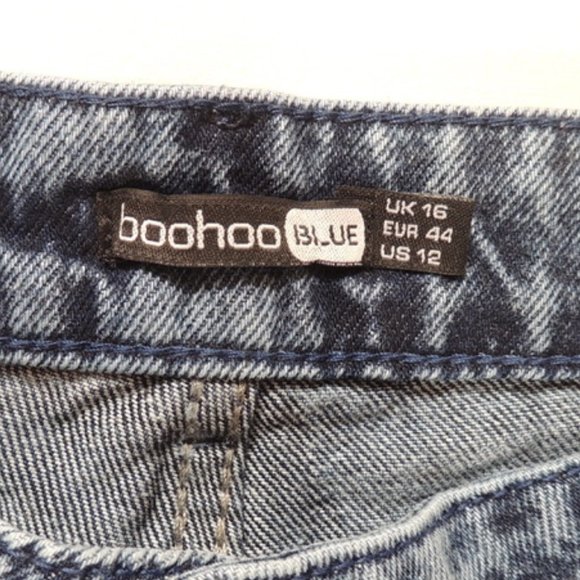 boohoo BLUE
UK 16
EUR 44
US 12